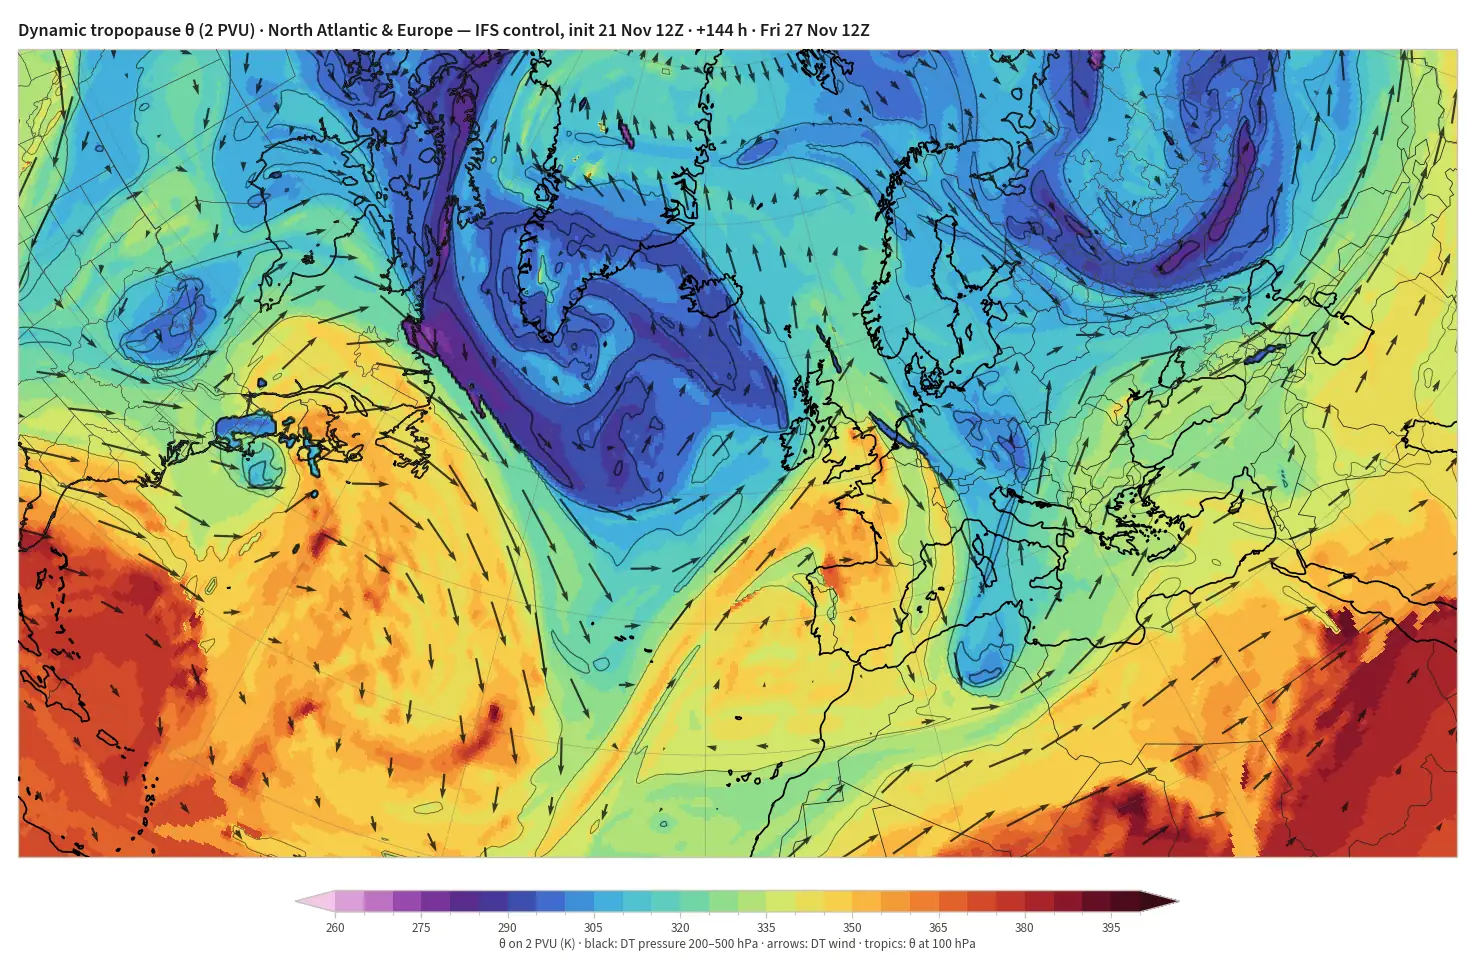 Dynamic tropopause θ (2 PVU) · North Atlantic & Europe — IFS control, init 21 Nov 12Z · +144 h · Fri 27 Nov 12Z
260 275 290 305 320 335 350 365 380 395
θ on 2 PVU (K) · black: DT pressure 200–500 hPa · arrows: DT wind · tropics: θ at 100 hPa